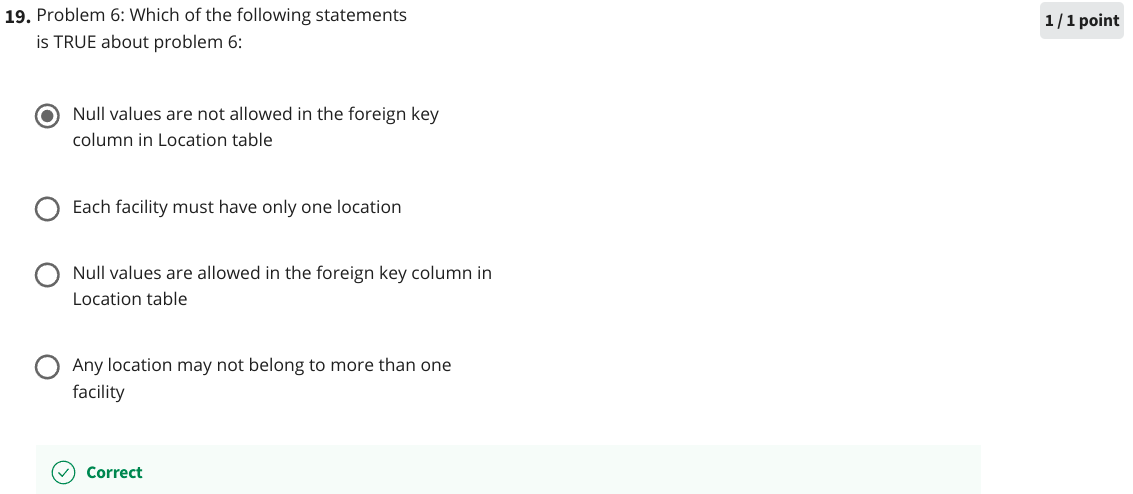 19. Problem 6: Which of the following statements
1 / 1 point
is TRUE about problem 6:
Null values are not allowed in the foreign key
column in Location table
Each facility must have only one location
Null values are allowed in the foreign key column in
Location table
Any location may not belong to more than one
facility
Correct